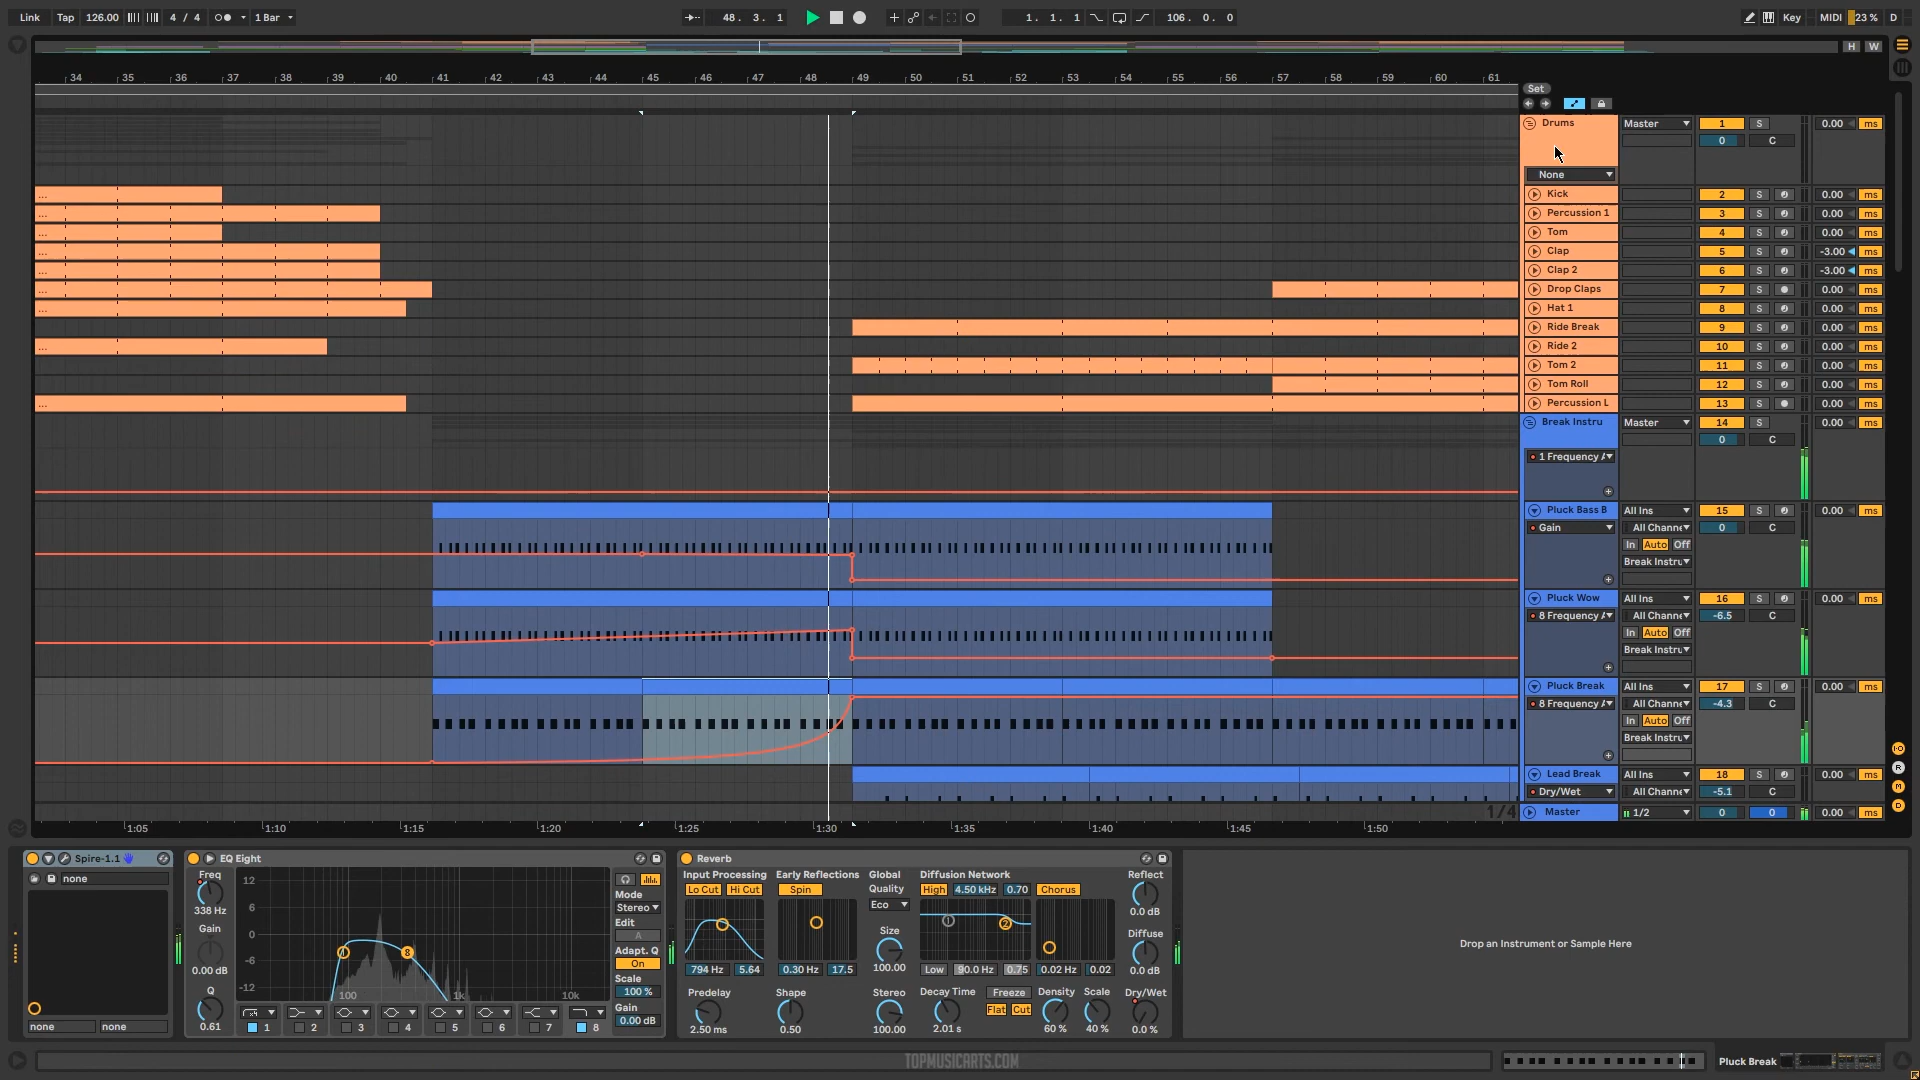 Link Tap 126.00 4 / 4 1 Bar 48. 3. 1 1. 1. 1 106. 0. 0 Key MIDI 23 % D
H W
34 35 36 37 38 39 40 41 42 43 44 45 46 47 48 49 50 51 52 53 54 55 56 57 58 59 60 61
Set
Drums Master 1 S 0.00 ms
0 C
None
... Kick 2 S 0.00 ms
... Percussion 1 3 S 0.00 ms
... Tom 4 S 0.00 ms
... Clap 5 S -3.00 ms
... Clap 2 6 S -3.00 ms
... Drop Claps 7 S 0.00 ms
... Hat 1 8 S 0.00 ms
Ride Break 9 S 0.00 ms
... Ride 2 10 S 0.00 ms
Tom 2 11 S 0.00 ms
Tom Roll 12 S 0.00 ms
... Percussion L 13 S 0.00 ms
Break Instru Master 14 S 0.00 ms
0 C
1 Frequency A
Pluck Bass B All Ins 15 S 0.00 ms
Gain All Channe 0 C
In Auto Off
Break Instru
Pluck Wow All Ins 16 S 0.00 ms
8 Frequency A All Channe -6.5 C
In Auto Off
Break Instru
Pluck Break All Ins 17 S 0.00 ms
8 Frequency A All Channe -4.3 C
In Auto Off
Break Instru
Lead Break All Ins 18 S 0.00 ms
Dry/Wet All Channe -5.1 C
1/4 Master 1/2 0 0 0.00 ms
1:05 1:10 1:15 1:20 1:25 1:30 1:35 1:40 1:45 1:50
R
M
D
Spire-1.1
none
none none
EQ Eight
Freq
338 Hz
Gain
0.00 dB
Q
0.61
12
6
0
-6
-12
100 1k 10k
8
1 2 3 4 5 6 7 8
Mode
Stereo
Edit
A
Adapt. Q
On
Scale
100 %
Gain
0.00 dB
Reverb
Input Processing Early Reflections Global Diffusion Network Reflect
Lo Cut Hi Cut Spin Quality High 4.50 kHz 0.70 Chorus
Eco
1 2
0.0 dB
Size Diffuse
100.00
794 Hz 5.64 0.30 Hz 17.5 Low 90.0 Hz 0.75 0.02 Hz 0.02 0.0 dB
Predelay Shape Stereo Decay Time Freeze Density Scale Dry/Wet
Flat Cut
2.50 ms 0.50 100.00 2.01 s 60 % 40 % 0.0 %
Drop an Instrument or Sample Here
TOPMUSICARTS.COM
Pluck Break